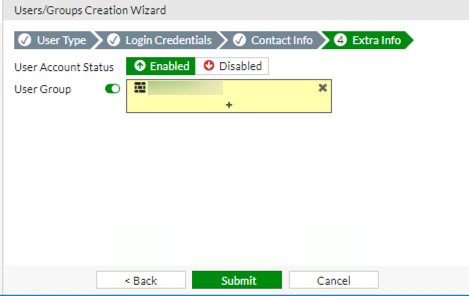 Users/Groups Creation Wizard
User Type Login Credentials Contact Info 4 Extra Info
User Account Status Enabled Disabled
User Group
+
< Back Submit Cancel